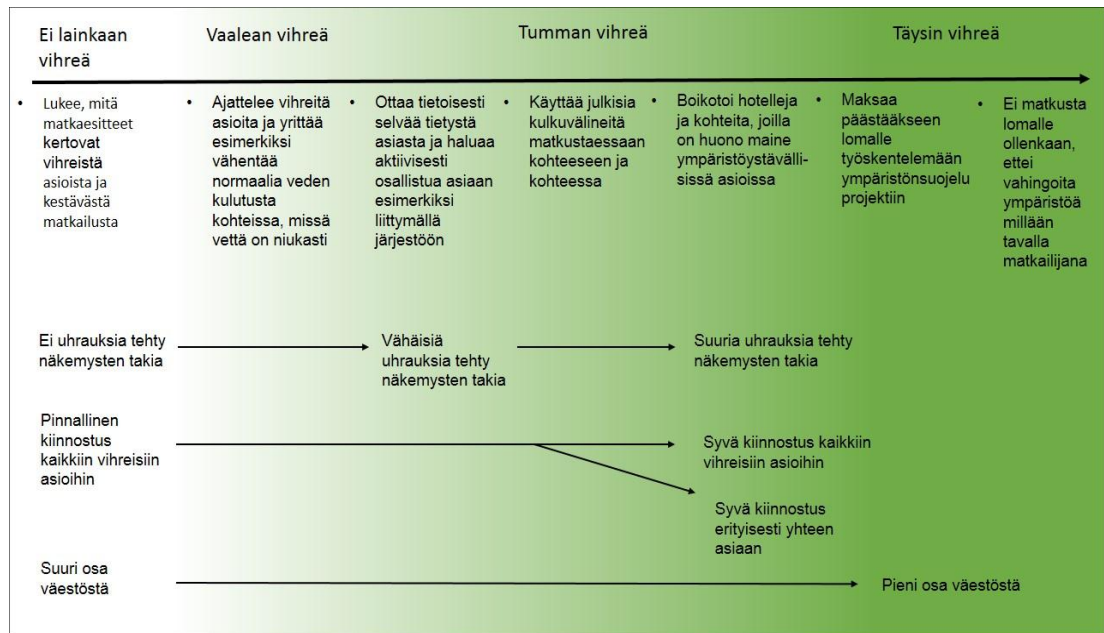 Ei lainkaan
vihreä
Vaalean vihreä
Tumman vihreä
Täysin vihreä
• Lukee, mitä
matkaesitteet
kertovat
vihreistä
asioista ja
kestävästä
matkailusta
• Ajattelee vihreitä
asioita ja yrittää
esimerkiksi
vähentää
normaalia veden
kulutusta
kohteissa, missä
vettä on niukasti
• Ottaa tietoisesti
selvää tietystä
asiasta ja haluaa
aktiivisesti
osallistua asiaan
esimerkiksi
liittymällä
järjestöön
• Käyttää julkisia
kulkuvälineitä
matkustaessaan
kohteeseen ja
kohteessa
• Boikotoi hotelleja
ja kohteita, joilla
on huono maine
ympäristöystävälli-
sissä asioissa
• Maksaa
päästääkseen
lomalle
työskentelemään
ympäristönsuojelu
projektiin
• Ei matkusta
lomalle
ollenkaan,
ettei
vahingoita
ympäristöä
millään
tavalla
matkailijana
Ei uhrauksia tehty
näkemysten takia
Vähäisiä
uhrauksia tehty
näkemysten takia
Suuria uhrauksia tehty
näkemysten takia
Pinnallinen
kiinnostus
kaikkiin vihreisiin
asioihin
Syvä kiinnostus kaikkiin
vihreisiin asioihin
Syvä kiinnostus
erityisesti yhteen
asiaan
Suuri osa
väestöstä
Pieni osa väestöstä